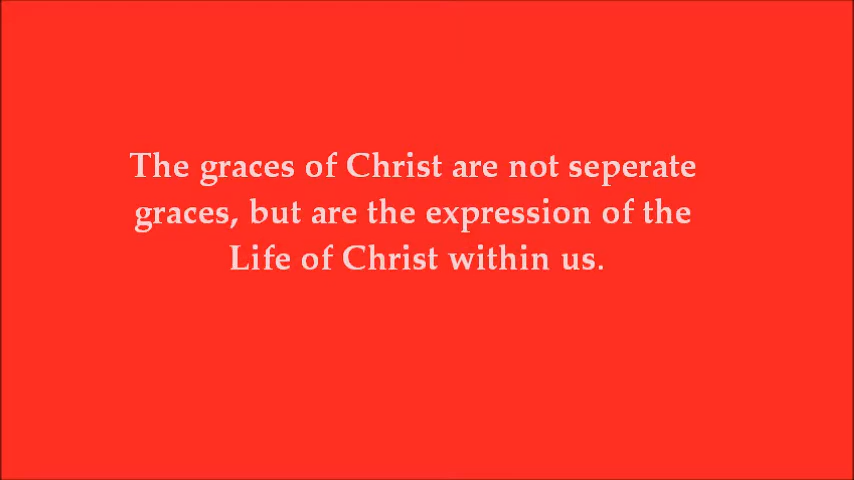 The graces of Christ are not seperate
graces, but are the expression of the
Life of Christ within us.